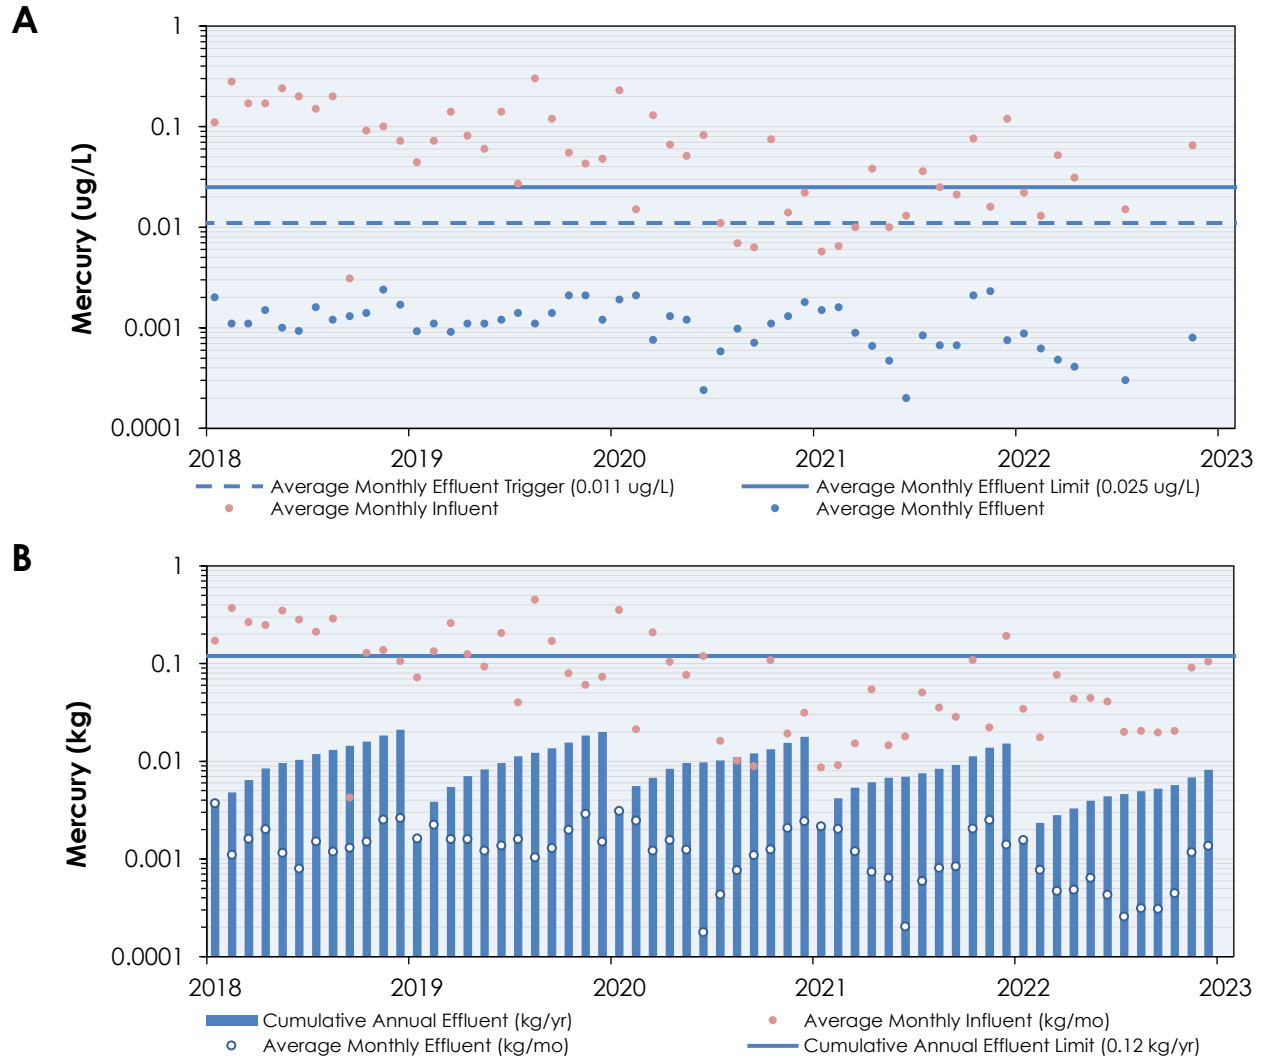 A
Mercury (ug/L)
1
0.1
0.01
0.001
0.0001
2018 2019 2020 2021 2022 2023
Average Monthly Effluent Trigger (0.011 ug/L) Average Monthly Effluent Limit (0.025 ug/L)
Average Monthly Influent Average Monthly Effluent
B
Mercury (kg)
1
0.1
0.01
0.001
0.0001
2018 2019 2020 2021 2022 2023
Cumulative Annual Effluent (kg/yr) Average Monthly Influent (kg/mo)
Average Monthly Effluent (kg/mo) Cumulative Annual Effluent Limit (0.12 kg/yr)